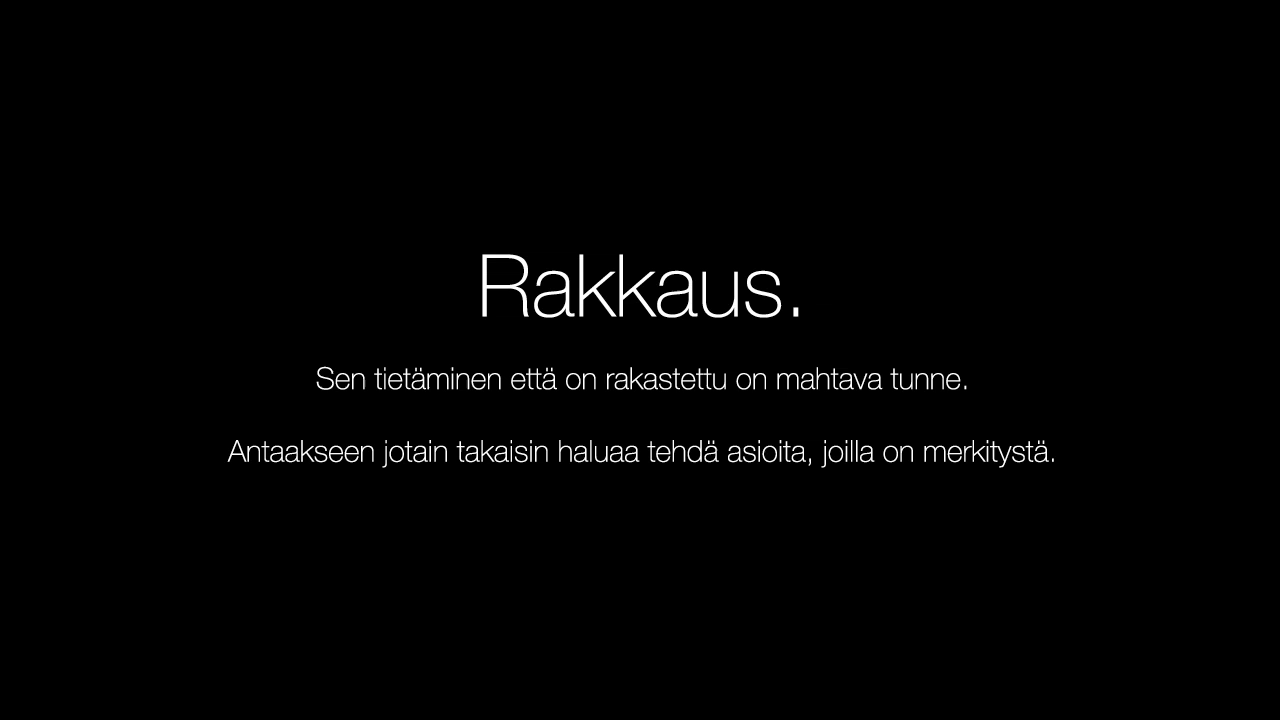 Rakkaus.
Sen tietäminen että on rakastettu on mahtava tunne.
Antaakseen jotain takaisin haluaa tehdä asioita, joilla on merkitystä.